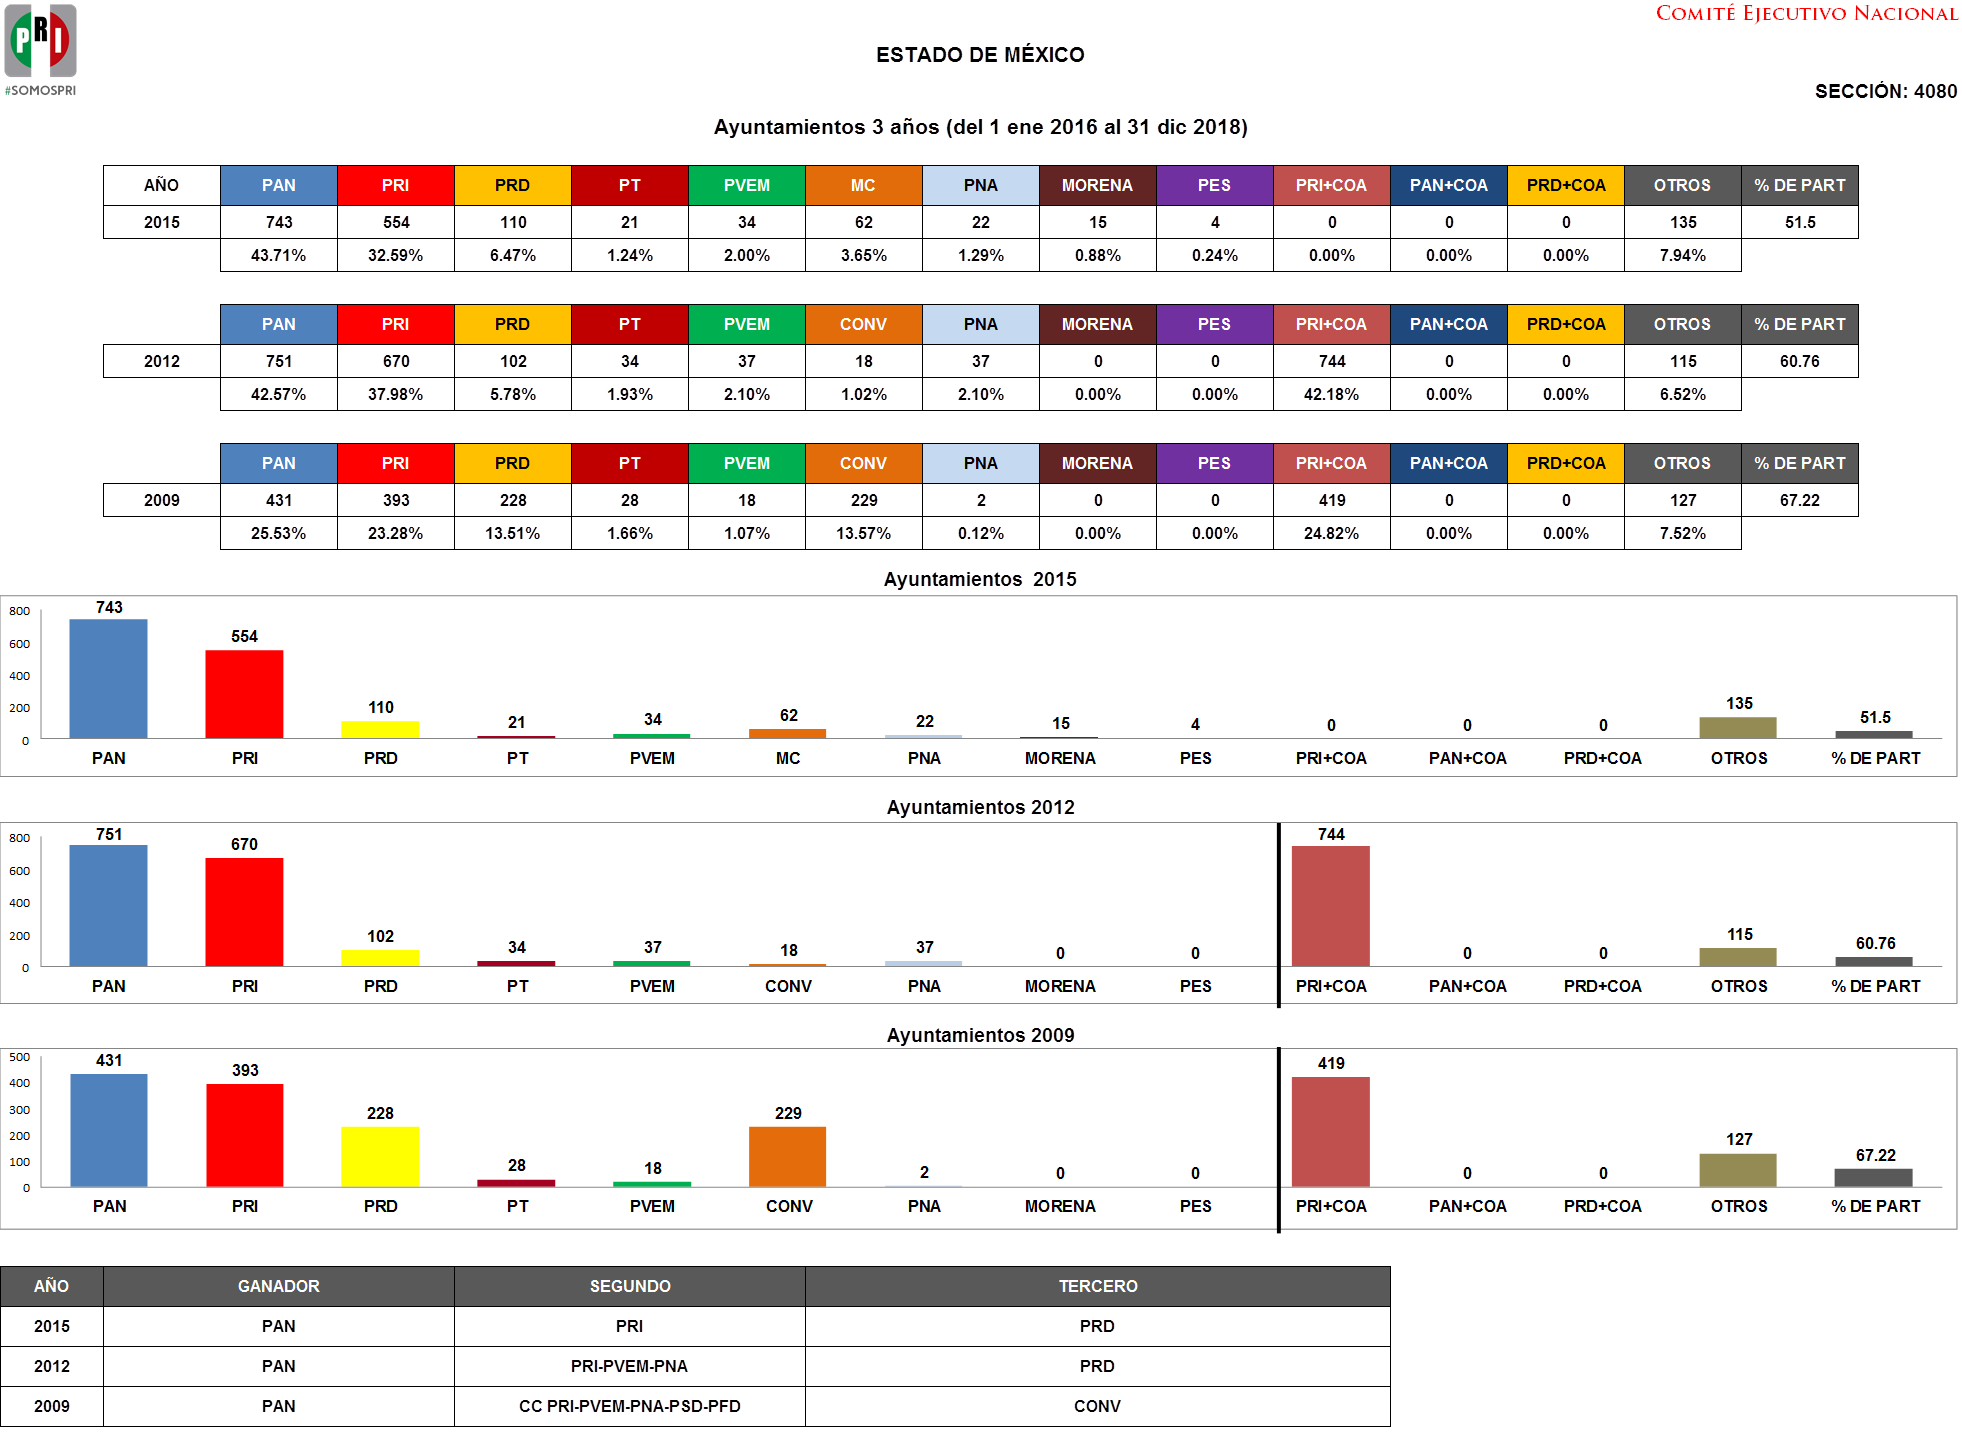 PRI
#SOMOSPRI
COMITÉ EJECUTIVO NACIONAL
ESTADO DE MÉXICO
SECCIÓN: 4080
Ayuntamientos 3 años (del 1 ene 2016 al 31 dic 2018)
AÑO PAN PRI PRD PT PVEM MC PNA MORENA PES PRI+COA PAN+COA PRD+COA OTROS % DE PART
2015 743 554 110 21 34 62 22 15 4 0 0 0 135 51.5
43.71% 32.59% 6.47% 1.24% 2.00% 3.65% 1.29% 0.88% 0.24% 0.00% 0.00% 0.00% 7.94%
PAN PRI PRD PT PVEM CONV PNA MORENA PES PRI+COA PAN+COA PRD+COA OTROS % DE PART
2012 751 670 102 34 37 18 37 0 0 744 0 0 115 60.76
42.57% 37.98% 5.78% 1.93% 2.10% 1.02% 2.10% 0.00% 0.00% 42.18% 0.00% 0.00% 6.52%
PAN PRI PRD PT PVEM CONV PNA MORENA PES PRI+COA PAN+COA PRD+COA OTROS % DE PART
2009 431 393 228 28 18 229 2 0 0 419 0 0 127 67.22
25.53% 23.28% 13.51% 1.66% 1.07% 13.57% 0.12% 0.00% 0.00% 24.82% 0.00% 0.00% 7.52%
Ayuntamientos 2015
800
600
400
200
0
743 554 110 21 34 62 22 15 4 0 0 0 135 51.5
PAN PRI PRD PT PVEM MC PNA MORENA PES PRI+COA PAN+COA PRD+COA OTROS % DE PART
Ayuntamientos 2012
800
600
400
200
0
751 670 102 34 37 18 37 0 0 744 0 0 115 60.76
PAN PRI PRD PT PVEM CONV PNA MORENA PES PRI+COA PAN+COA PRD+COA OTROS % DE PART
Ayuntamientos 2009
500
400
300
200
100
0
431 393 228 28 18 229 2 0 0 419 0 0 127 67.22
PAN PRI PRD PT PVEM CONV PNA MORENA PES PRI+COA PAN+COA PRD+COA OTROS % DE PART
AÑO GANADOR SEGUNDO TERCERO
2015 PAN PRI PRD
2012 PAN PRI-PVEM-PNA PRD
2009 PAN CC PRI-PVEM-PNA-PSD-PFD CONV